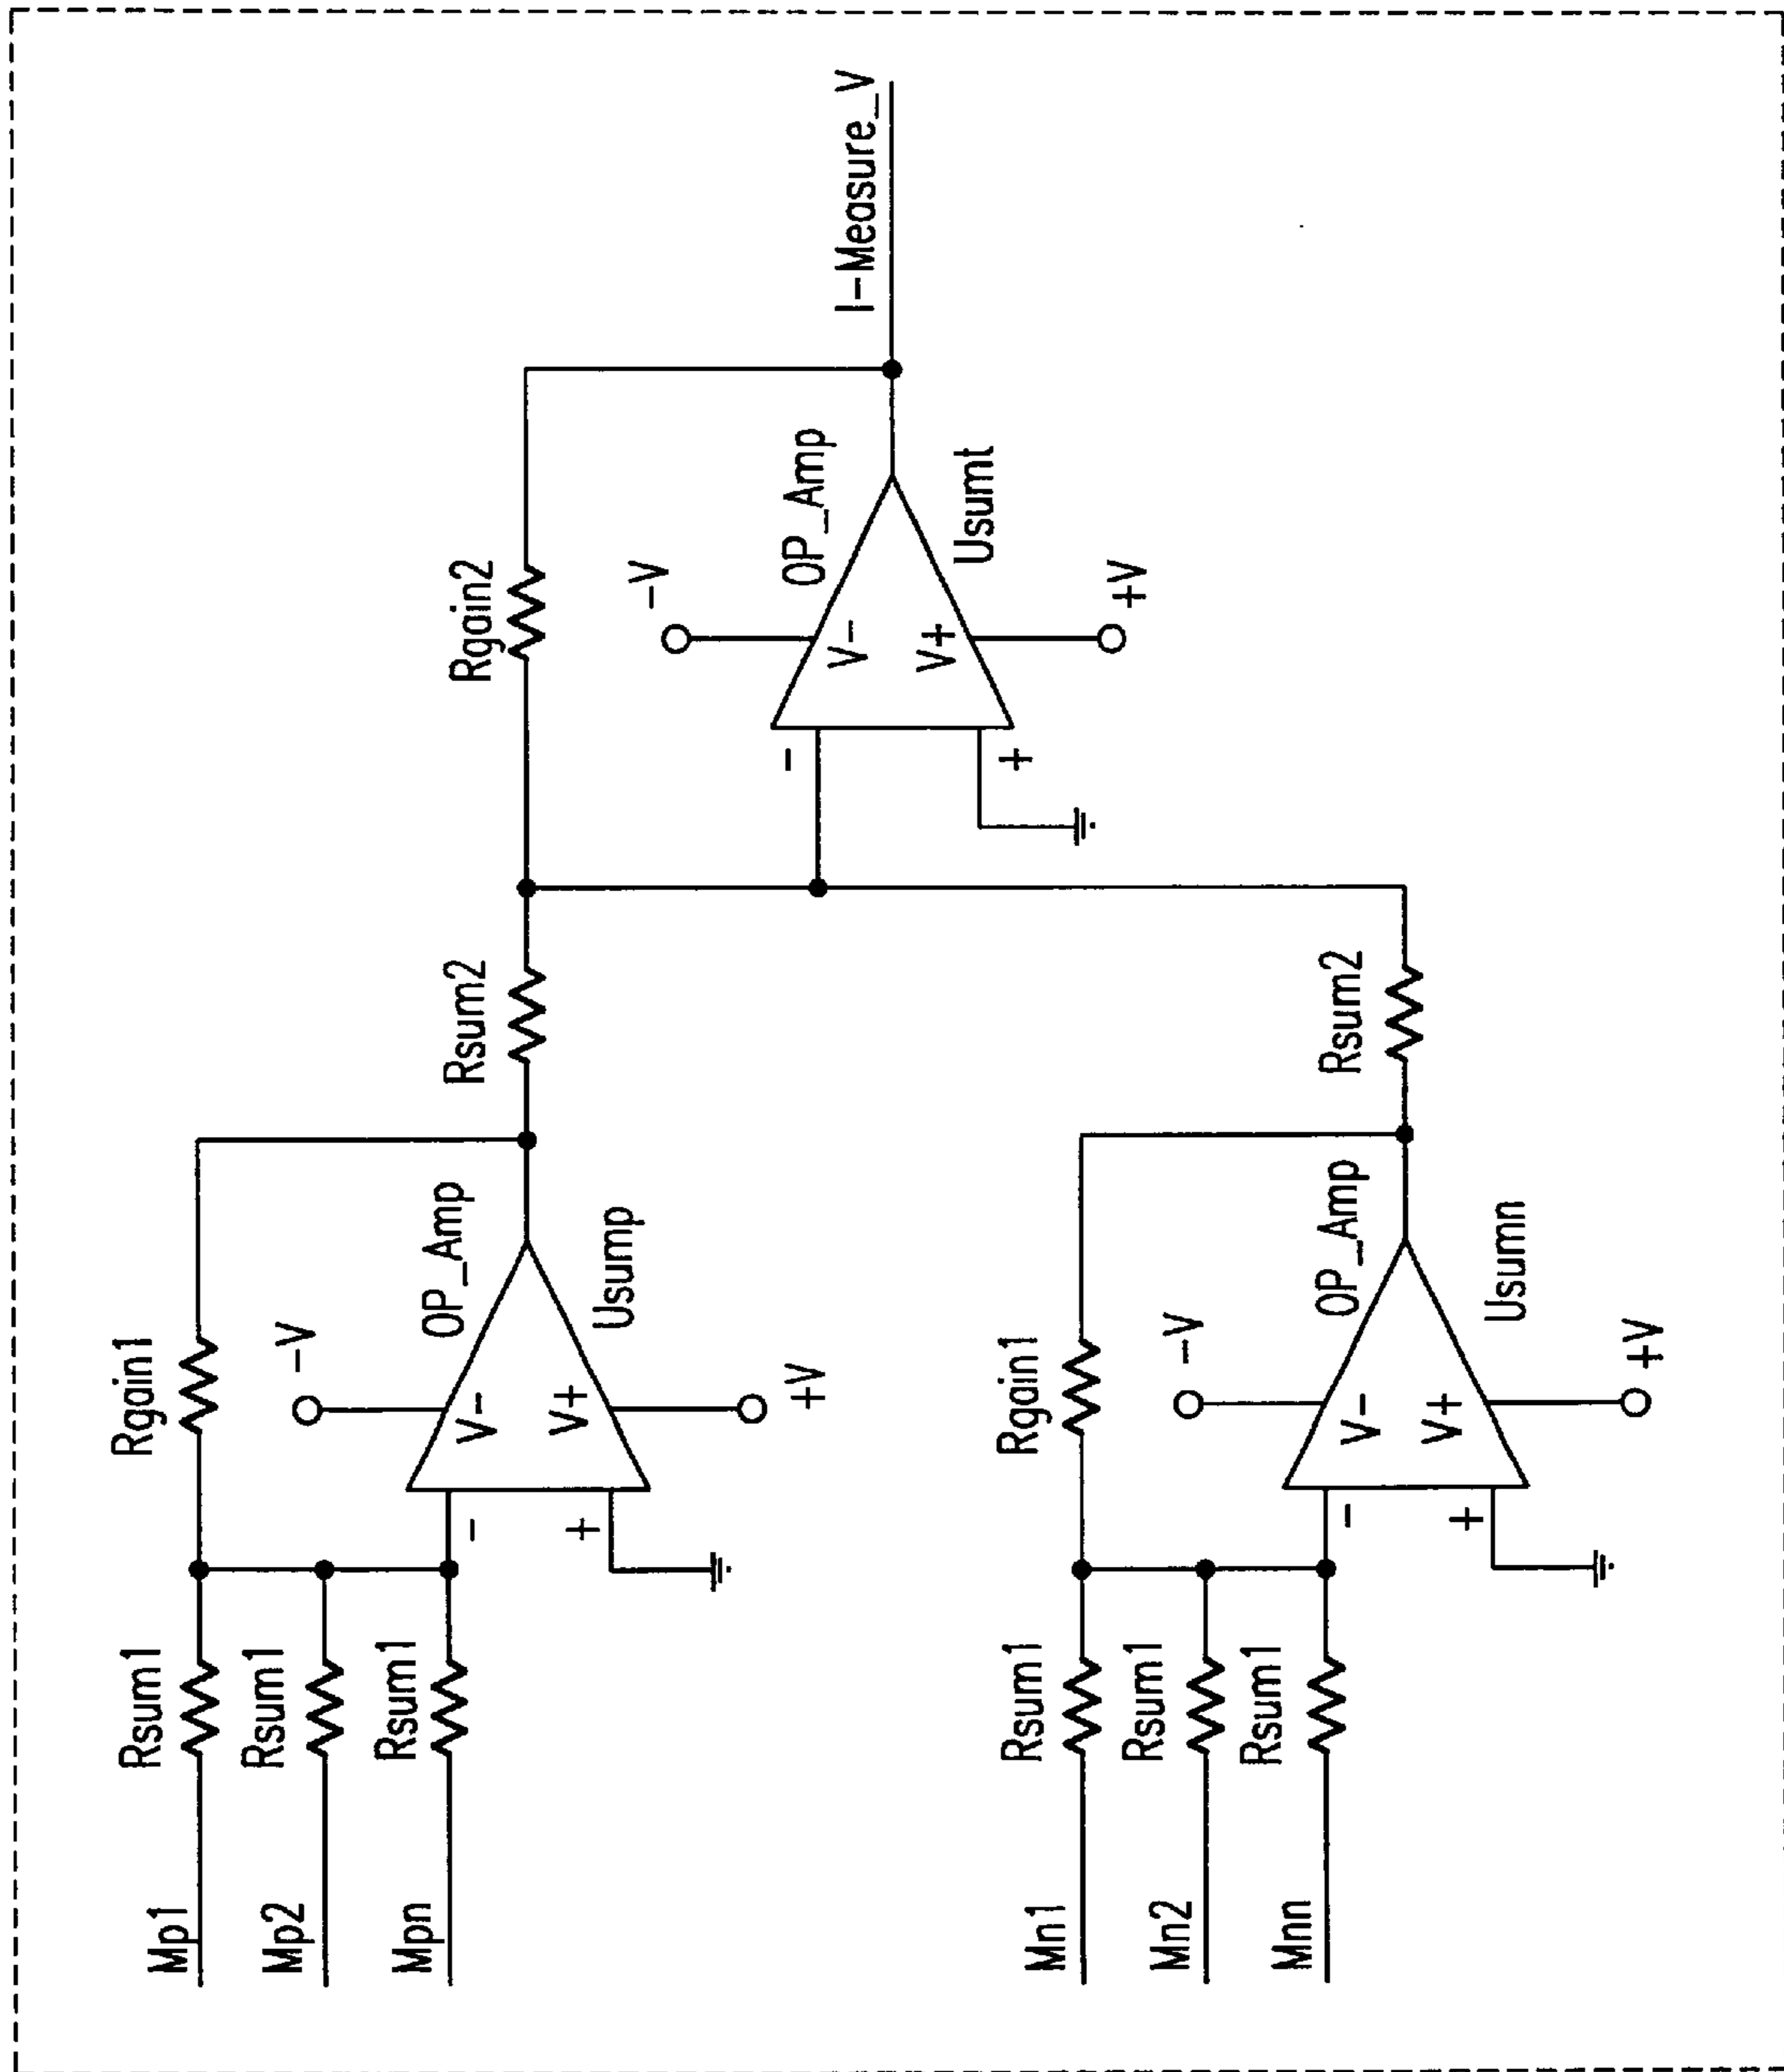 Mp1
Rsum1
Rgain1
Mp2
Rsum1
-V
Mpn
Rsum1
-
V-
OP_Amp
+
V+
Usump
+V
Rsum2
Rgain2
-V
-
V-
OP_Amp
+
V+
Usumt
+V
I-Measure_V
Mn1
Rsum1
Rgain1
Mn2
Rsum1
-V
Mnn
Rsum1
-
V-
OP_Amp
+
V+
Usumn
+V
Rsum2